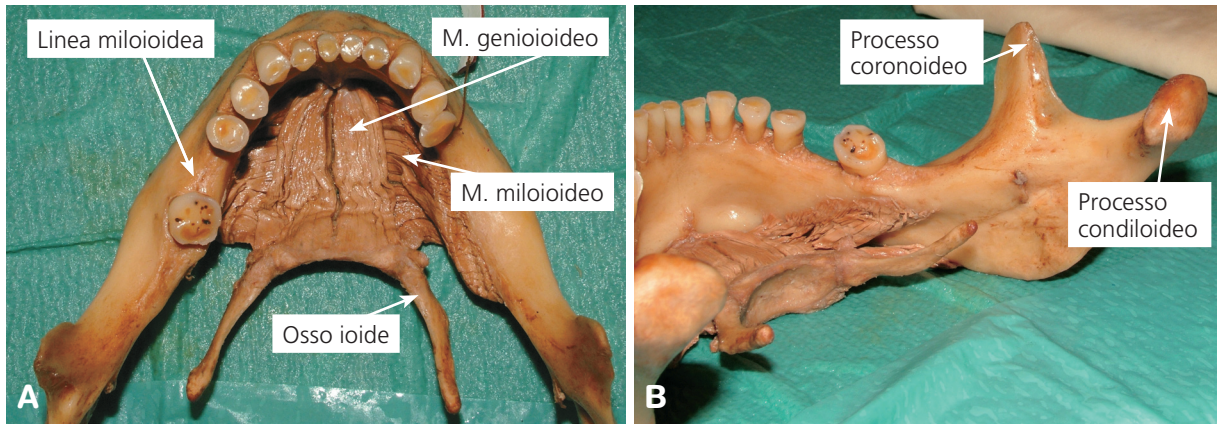 Linea miloioidea
M. genioioideo
M. miloioideo
Osso ioide
A
Processo
coronoideo
Processo
condiloideo
B